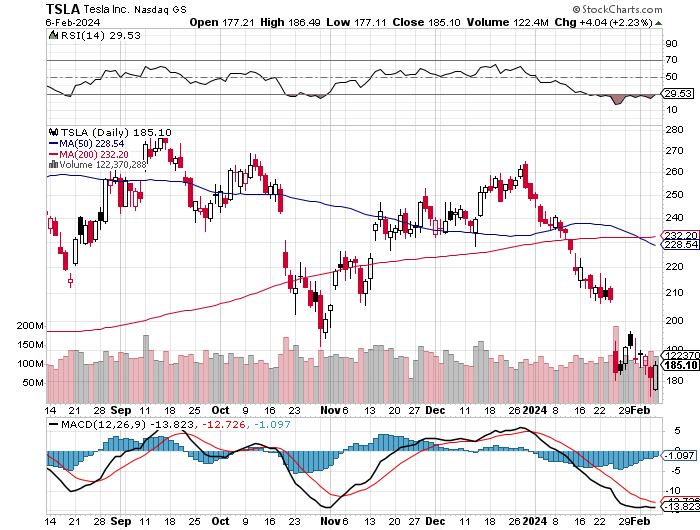 TSLA Tesla Inc. Nasdaq GS © StockCharts.com
6-Feb-2024 Open 177.21 High 186.49 Low 177.11 Close 185.10 Volume 122.4M Chg +4.04 (+2.23%)
RSI(14) 29.53
90
70
50
29.53
10
TSLA (Daily) 185.10
MA(50) 228.54
MA(200) 232.20
Volume 122,370,288
280
270
260
250
240
232.20
228.54
220
210
200
185.10
180
200M
150M
100M
50M
14 21 28 Sep 11 18 25 Oct 9 16 23 Nov 6 13 20 27 Dec 11 18 26 2024 8 16 22 29 Feb
MACD(12,26,9) -13.823, -12.726, -1.097
5
0
-1.097
-5
-10
-13.823
14 21 28 Sep 11 18 25 Oct 9 16 23 Nov 6 13 20 27 Dec 11 18 26 2024 8 16 22 29 Feb